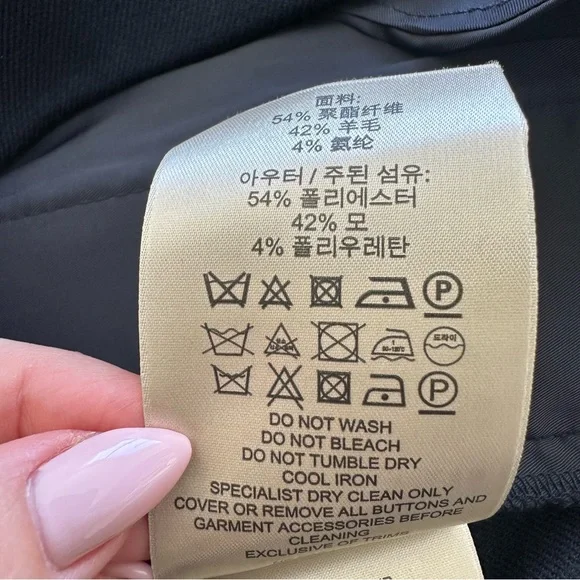 面料:
54% 聚酯纤维
42% 羊毛
4% 氨纶
아우터 / 주된 섬유:
54% 폴리에스터
42% 모
4% 폴리우레탄
P
드라이
P
DO NOT WASH
DO NOT BLEACH
DO NOT TUMBLE DRY
COOL IRON
SPECIALIST DRY CLEAN ONLY
COVER OR REMOVE ALL BUTTONS AND
GARMENT ACCESSORIES BEFORE
CLEANING
EXCLUSIVE OF TRIMS